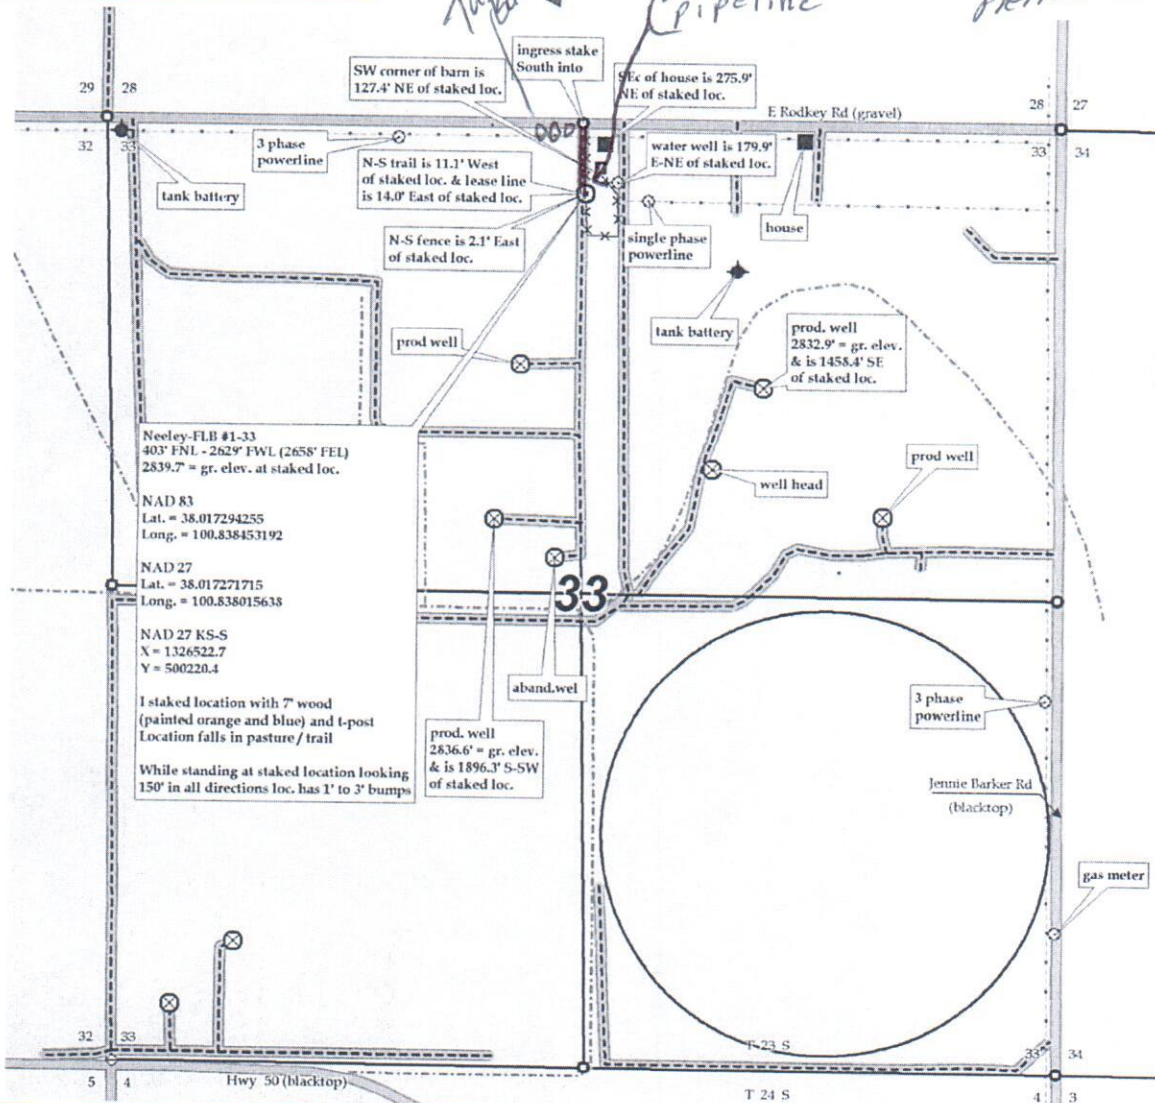 pipeline
ingress stake
South into
SW corner of barn is
127.4' NE of staked loc.
SEc of house is 275.9'
NE of staked loc.
29 28
28 27
E Rodkey Rd (gravel)
32 33
33 34
3 phase
powerline
N-S trail is 11.1' West
of staked loc. & lease line
is 14.0' East of staked loc.
water well is 179.9'
E-NE of staked loc.
tank battery
house
N-S fence is 2.1' East
of staked loc.
single phase
powerline
tank battery
prod well
prod. well
2832.9' = gr. elev.
& is 1458.4' SE
of staked loc.
Neeley-FLB #1-33
403' FNL - 2629' FWL (2658' FEL)
2839.7' = gr. elev. at staked loc.
NAD 83
Lat. = 38.017294255
Long. = 100.838453192
NAD 27
Lat. = 38.017271715
Long. = 100.838015638
NAD 27 KS-S
X = 1326522.7
Y = 500220.4
I staked location with 7' wood
(painted orange and blue) and t-post
Location falls in pasture / trail
While standing at staked location looking
150' in all directions loc. has 1' to 3' bumps
prod well
well head
33
aband.wel
prod. well
2836.6' = gr. elev.
& is 1896.3' S-SW
of staked loc.
3 phase
powerline
Jennie Barker Rd
(blacktop)
gas meter
32 33
T 23 S
33 34
5 4
Hwy 50 (blacktop)
T 24 S
4 3